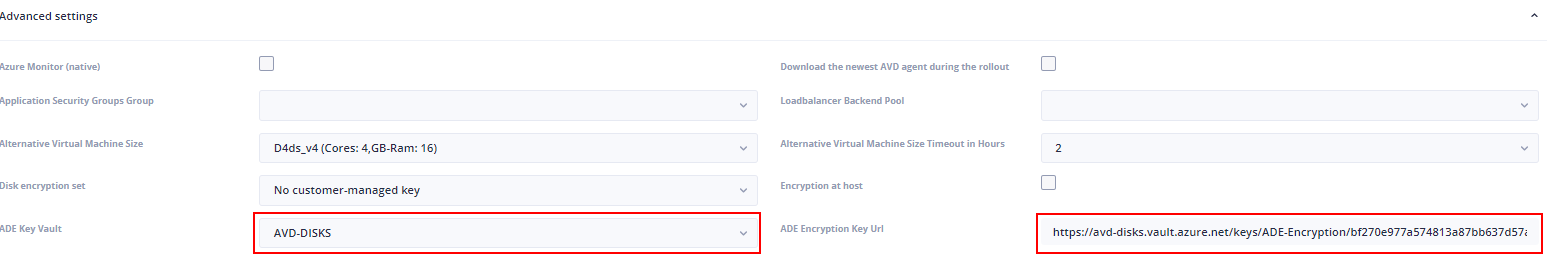 Advanced settings
Azure Monitor (native)
Download the newest AVD agent during the rollout
Application Security Groups Group
Loadbalancer Backend Pool
Alternative Virtual Machine Size
D4ds_v4 (Cores: 4,GB-Ram: 16)
Alternative Virtual Machine Size Timeout in Hours
2
Disk encryption set
No customer-managed key
Encryption at host
ADE Key Vault
AVD-DISKS
ADE Encryption Key Url
https://avd-disks.vault.azure.net/keys/ADE-Encryption/bf270e977a574813a87bb637d57a